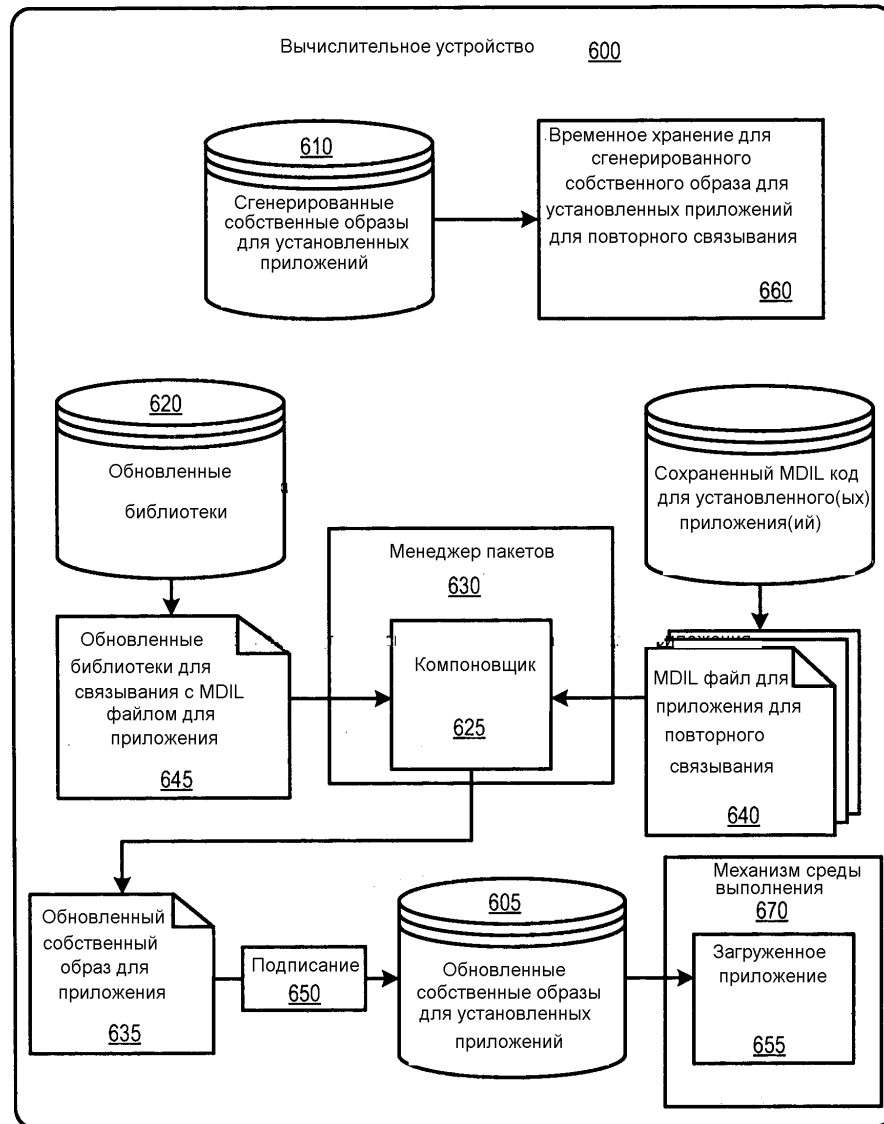 Вычислительное устройство 600
610
Сгенерированные
собственные образы
для установленных
приложений
Временное хранение для
сгенерированного
собственного образа для
установленных приложений
для повторного связывания
660
620
Обновленные
библиотеки
Сохраненный MDIL код
для установленного(ых)
приложения(ий)
Менеджер пакетов
630
Компоновщик
625
Обновленные
библиотеки для
связывания с MDIL
файлом для
приложения
645
MDIL файл для
приложения для
повторного
связывания
640
Обновленный
собственный
образ для
приложения
635
Подписание
650
605
Обновленные
собственные образы
для установленных
приложений
Механизм среды
выполнения
670
Загруженное
приложение
655